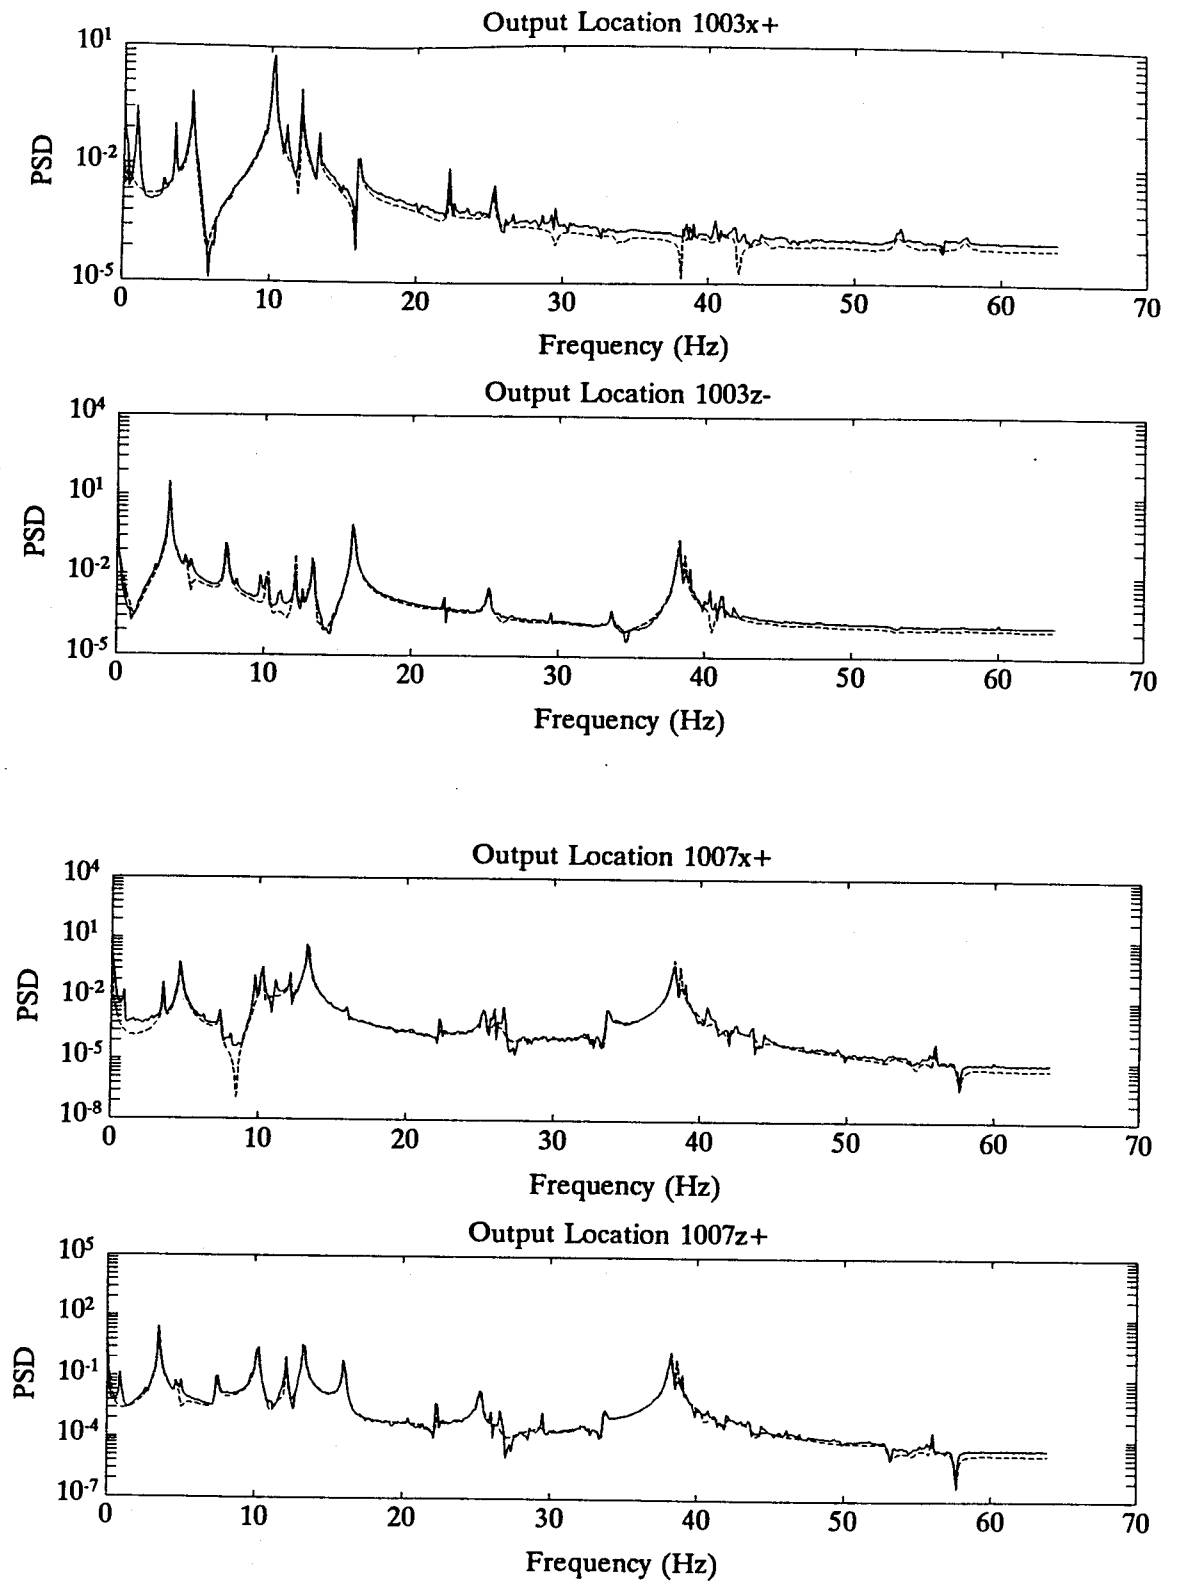 Output Location 1003x+
10¹
10⁻²
10⁻⁵
PSD
0 10 20 30 40 50 60 70
Frequency (Hz)
Output Location 1003z-
10⁴
10¹
10⁻²
10⁻⁵
PSD
0 10 20 30 40 50 60 70
Frequency (Hz)
Output Location 1007x+
10⁴
10¹
10⁻²
10⁻⁵
10⁻⁸
PSD
0 10 20 30 40 50 60 70
Frequency (Hz)
Output Location 1007z+
10⁵
10²
10⁻¹
10⁻⁴
10⁻⁷
PSD
0 10 20 30 40 50 60 70
Frequency (Hz)